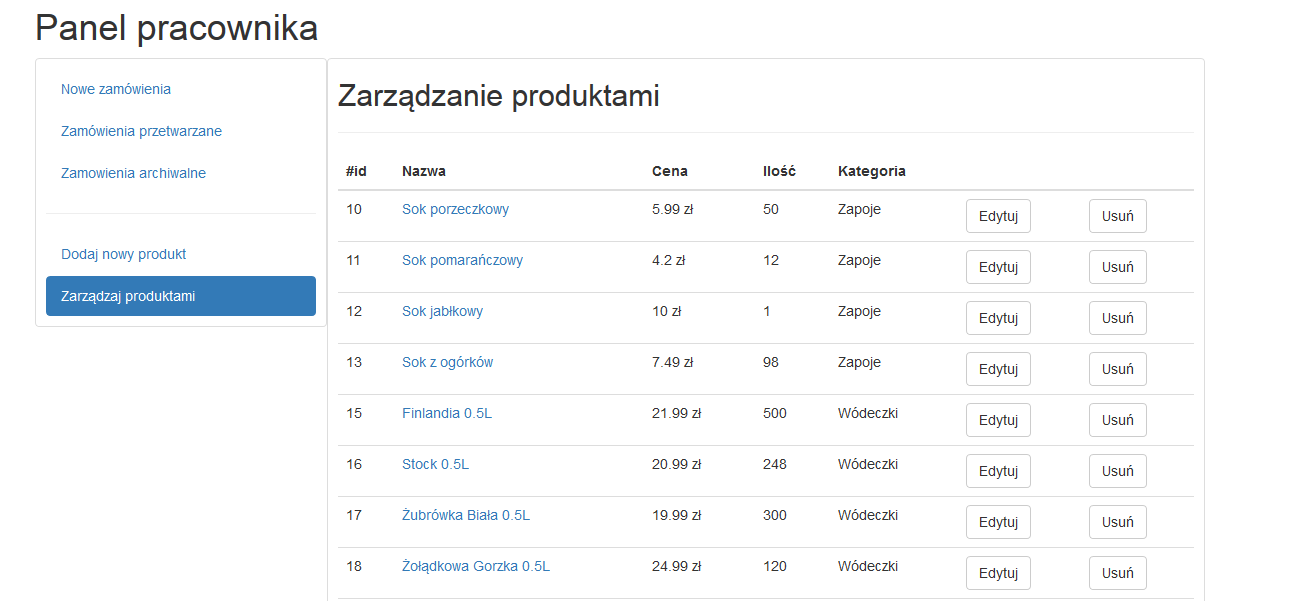 Panel pracownika
Nowe zamówienia
Zamówienia przetwarzane
Zamowienia archiwalne
Dodaj nowy produkt
Zarządzaj produktami
Zarządzanie produktami
#id Nazwa Cena Ilość Kategoria
10 Sok porzeczkowy 5.99 zł 50 Zapoje Edytuj Usuń
11 Sok pomarańczowy 4.2 zł 12 Zapoje Edytuj Usuń
12 Sok jabłkowy 10 zł 1 Zapoje Edytuj Usuń
13 Sok z ogórków 7.49 zł 98 Zapoje Edytuj Usuń
15 Finlandia 0.5L 21.99 zł 500 Wódeczki Edytuj Usuń
16 Stock 0.5L 20.99 zł 248 Wódeczki Edytuj Usuń
17 Żubrówka Biała 0.5L 19.99 zł 300 Wódeczki Edytuj Usuń
18 Żołądkowa Gorzka 0.5L 24.99 zł 120 Wódeczki Edytuj Usuń